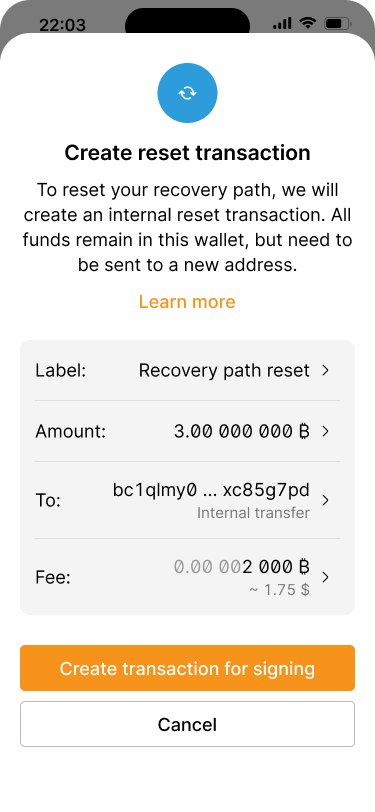 22:03
Create reset transaction
To reset your recovery path, we will
create an internal reset transaction. All
funds remain in this wallet, but need to
be sent to a new address.
Learn more
Label: Recovery path reset
Amount: 3.00 000 000 ₿
To: bc1qlmy0 ... xc85g7pd
Internal transfer
Fee: 0.00 002 000 ₿
~ 1.75 $
Create transaction for signing
Cancel